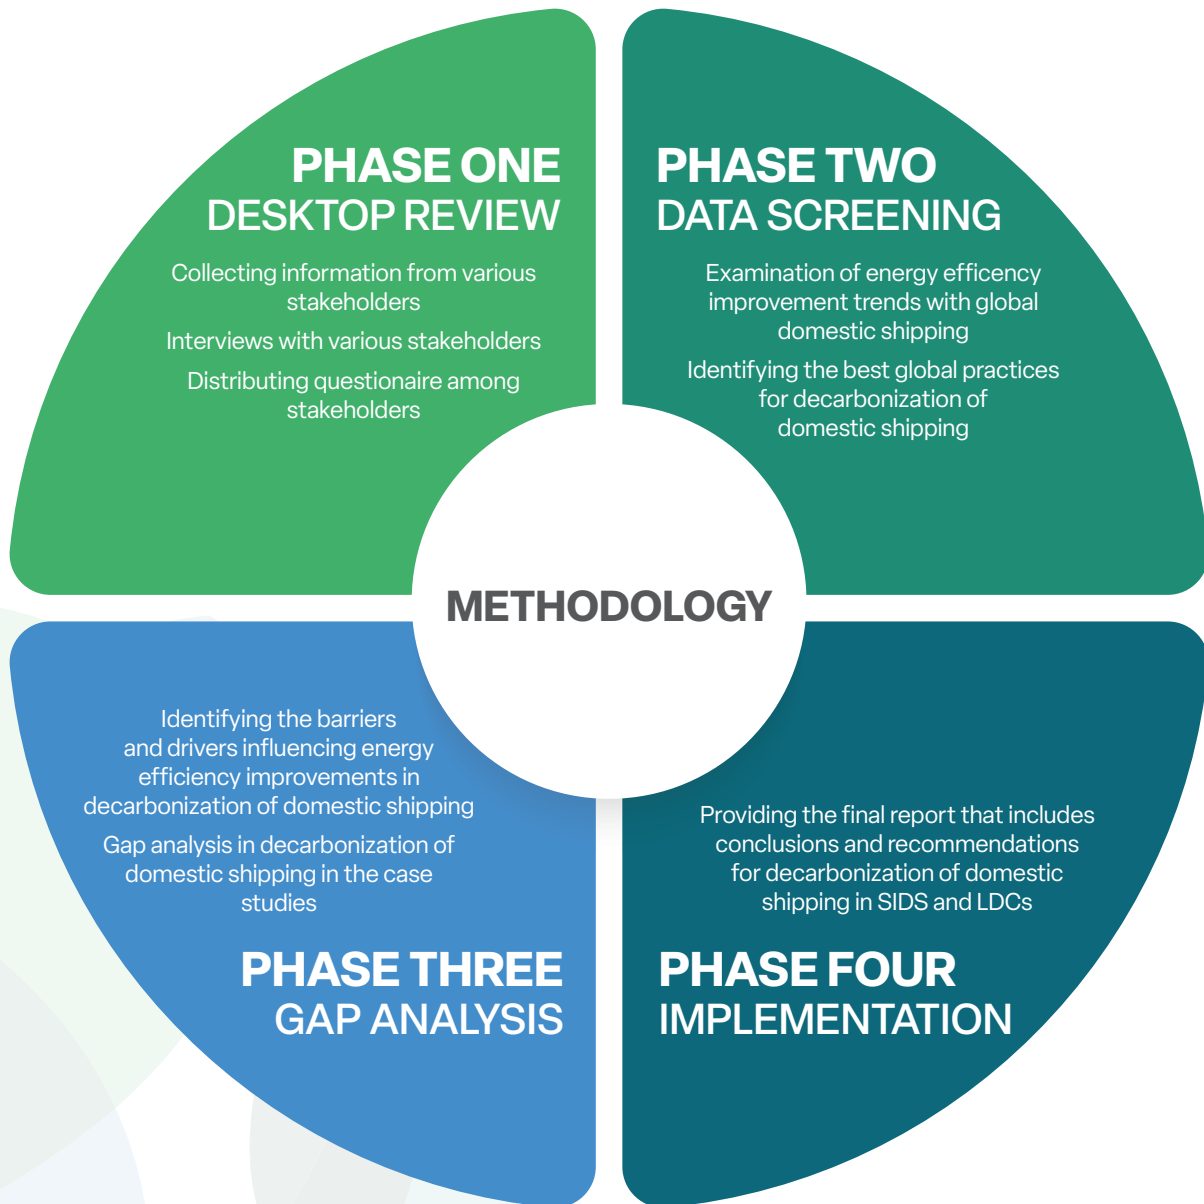 PHASE ONE
DESKTOP REVIEW
Collecting information from various
stakeholders
Interviews with various stakeholders
Distributing questionaire among
stakeholders
PHASE TWO
DATA SCREENING
Examination of energy efficency
improvement trends with global
domestic shipping
Identifying the best global practices
for decarbonization of
domestic shipping
METHODOLOGY
Identifying the barriers
and drivers influencing energy
efficiency improvements in
decarbonization of domestic shipping
Gap analysis in decarbonization of
domestic shipping in the case
studies
PHASE THREE
GAP ANALYSIS
Providing the final report that includes
conclusions and recommendations
for decarbonization of domestic
shipping in SIDS and LDCs
PHASE FOUR
IMPLEMENTATION